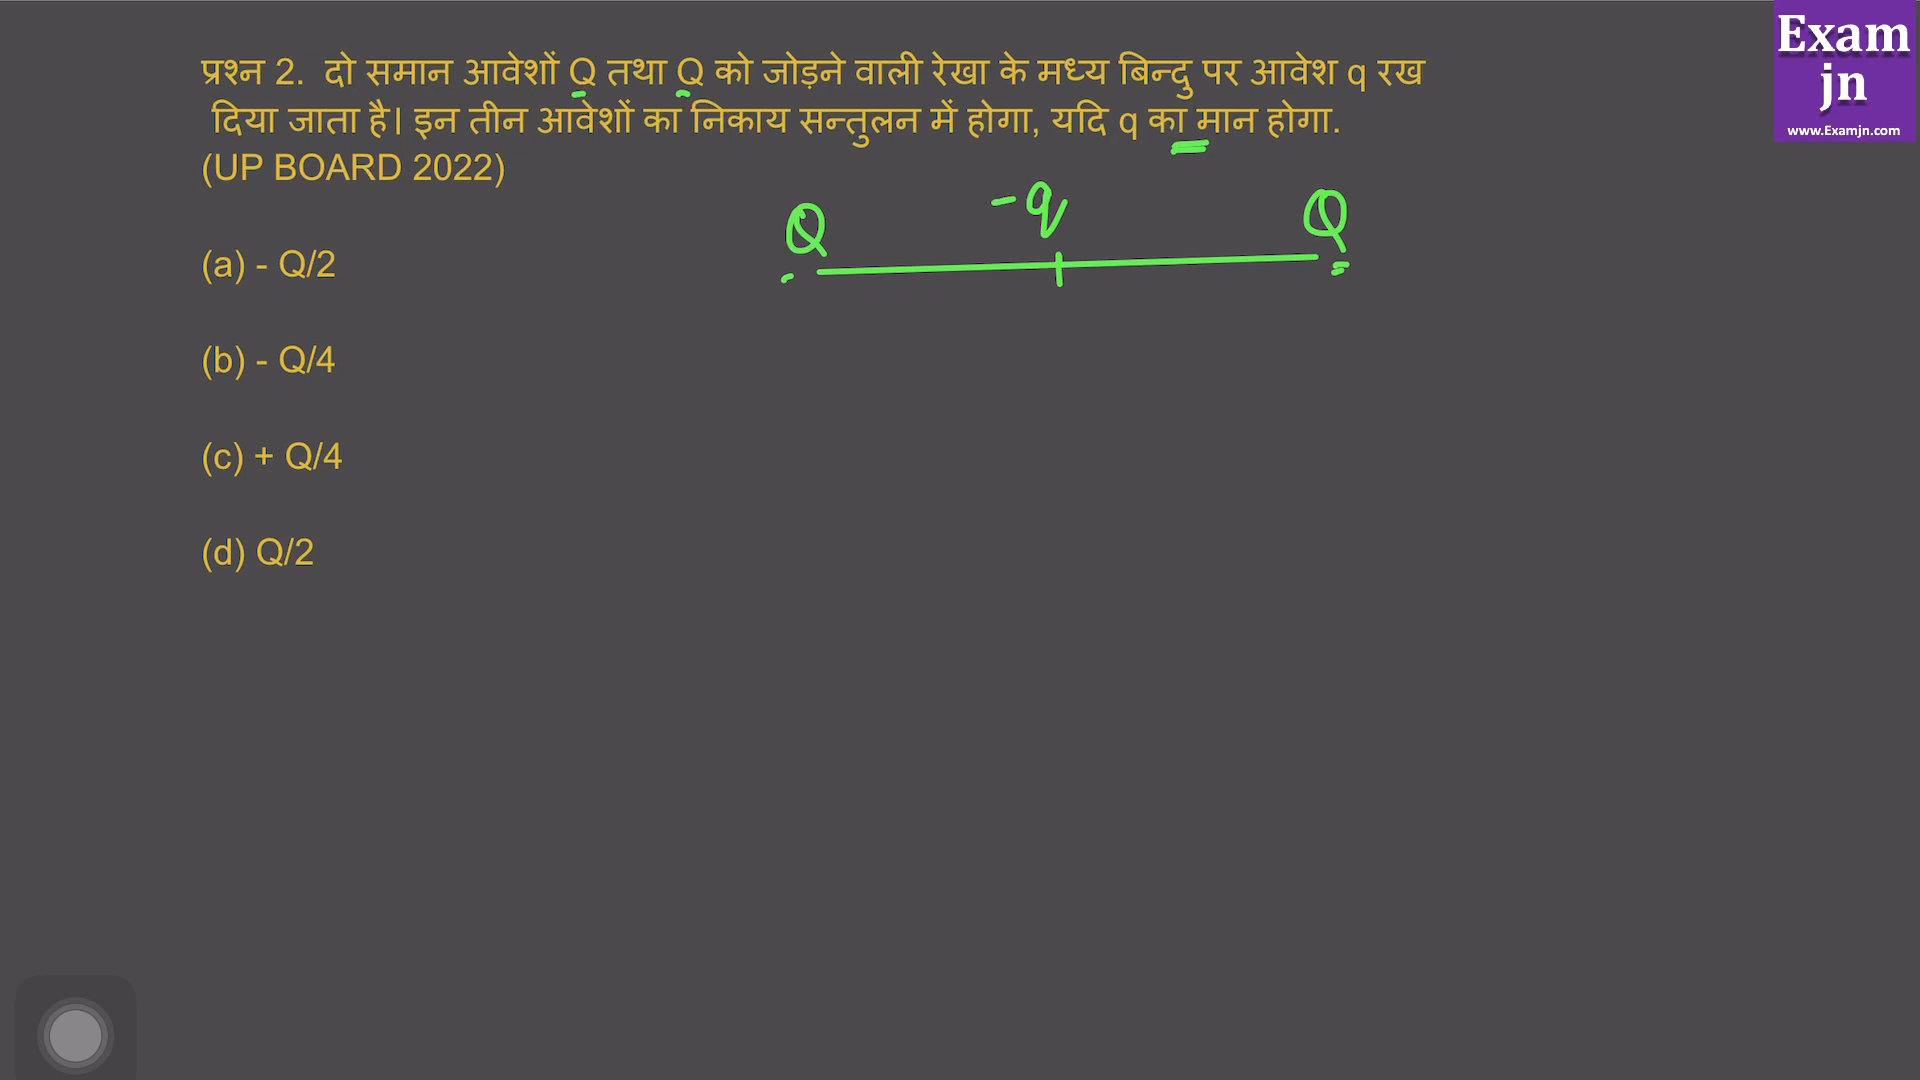 Exam
jn
www.Examjn.com
प्रश्न 2. दो समान आवेशों Q तथा Q को जोड़ने वाली रेखा के मध्य बिन्दु पर आवेश q रख
दिया जाता है। इन तीन आवेशों का निकाय सन्तुलन में होगा, यदि q का मान होगा.
(UP BOARD 2022)
Q -q Q
(a) - Q/2
(b) - Q/4
(c) + Q/4
(d) Q/2